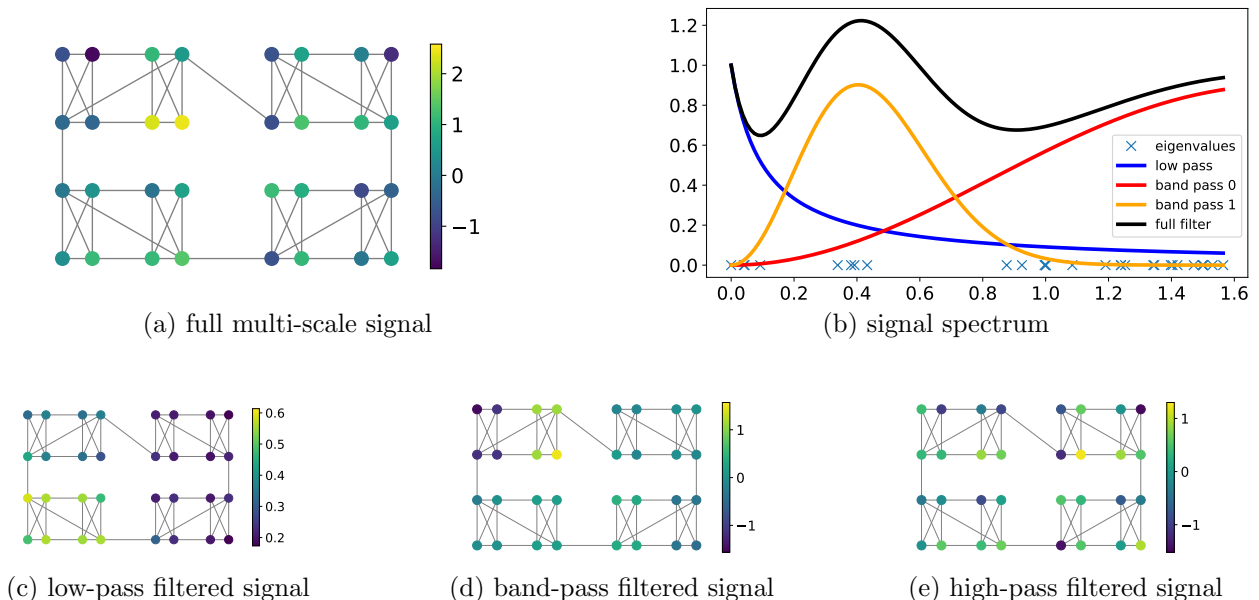 2
1
0
−1
(a) full multi-scale signal
1.2
1.0
0.8
0.6
0.4
0.2
0.0
0.0 0.2 0.4 0.6 0.8 1.0 1.2 1.4 1.6
eigenvalues
low pass
band pass 0
band pass 1
full filter
(b) signal spectrum
0.6
0.5
0.4
0.3
0.2
(c) low-pass filtered signal
1
0
−1
(d) band-pass filtered signal
1
0
−1
(e) high-pass filtered signal